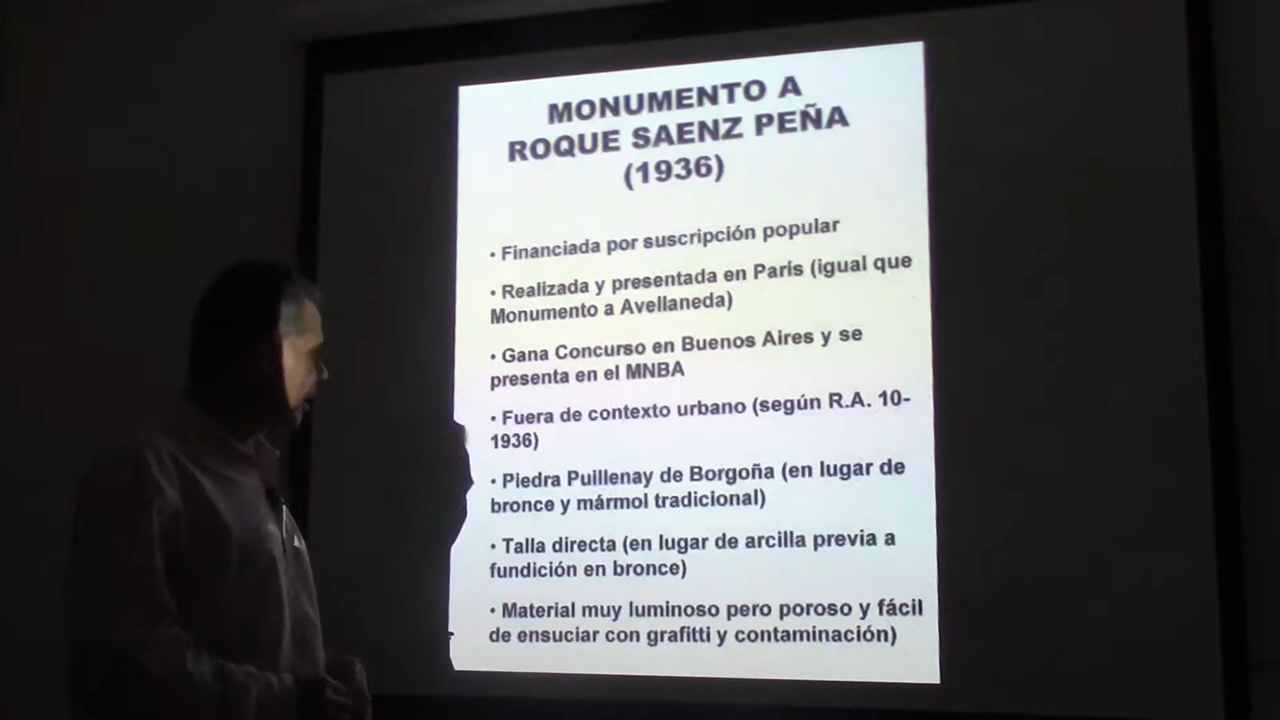 MONUMENTO A
ROQUE SAENZ PEÑA
(1936)
• Financiada por suscripción popular
• Realizada y presentada en París (igual que
Monumento a Avellaneda)
• Gana Concurso en Buenos Aires y se
presenta en el MNBA
• Fuera de contexto urbano (según R.A. 10-
1936)
• Piedra Puillenay de Borgoña (en lugar de
bronce y mármol tradicional)
• Talla directa (en lugar de arcilla previa a
fundición en bronce)
• Material muy luminoso pero poroso y fácil
de ensuciar con grafitti y contaminación)